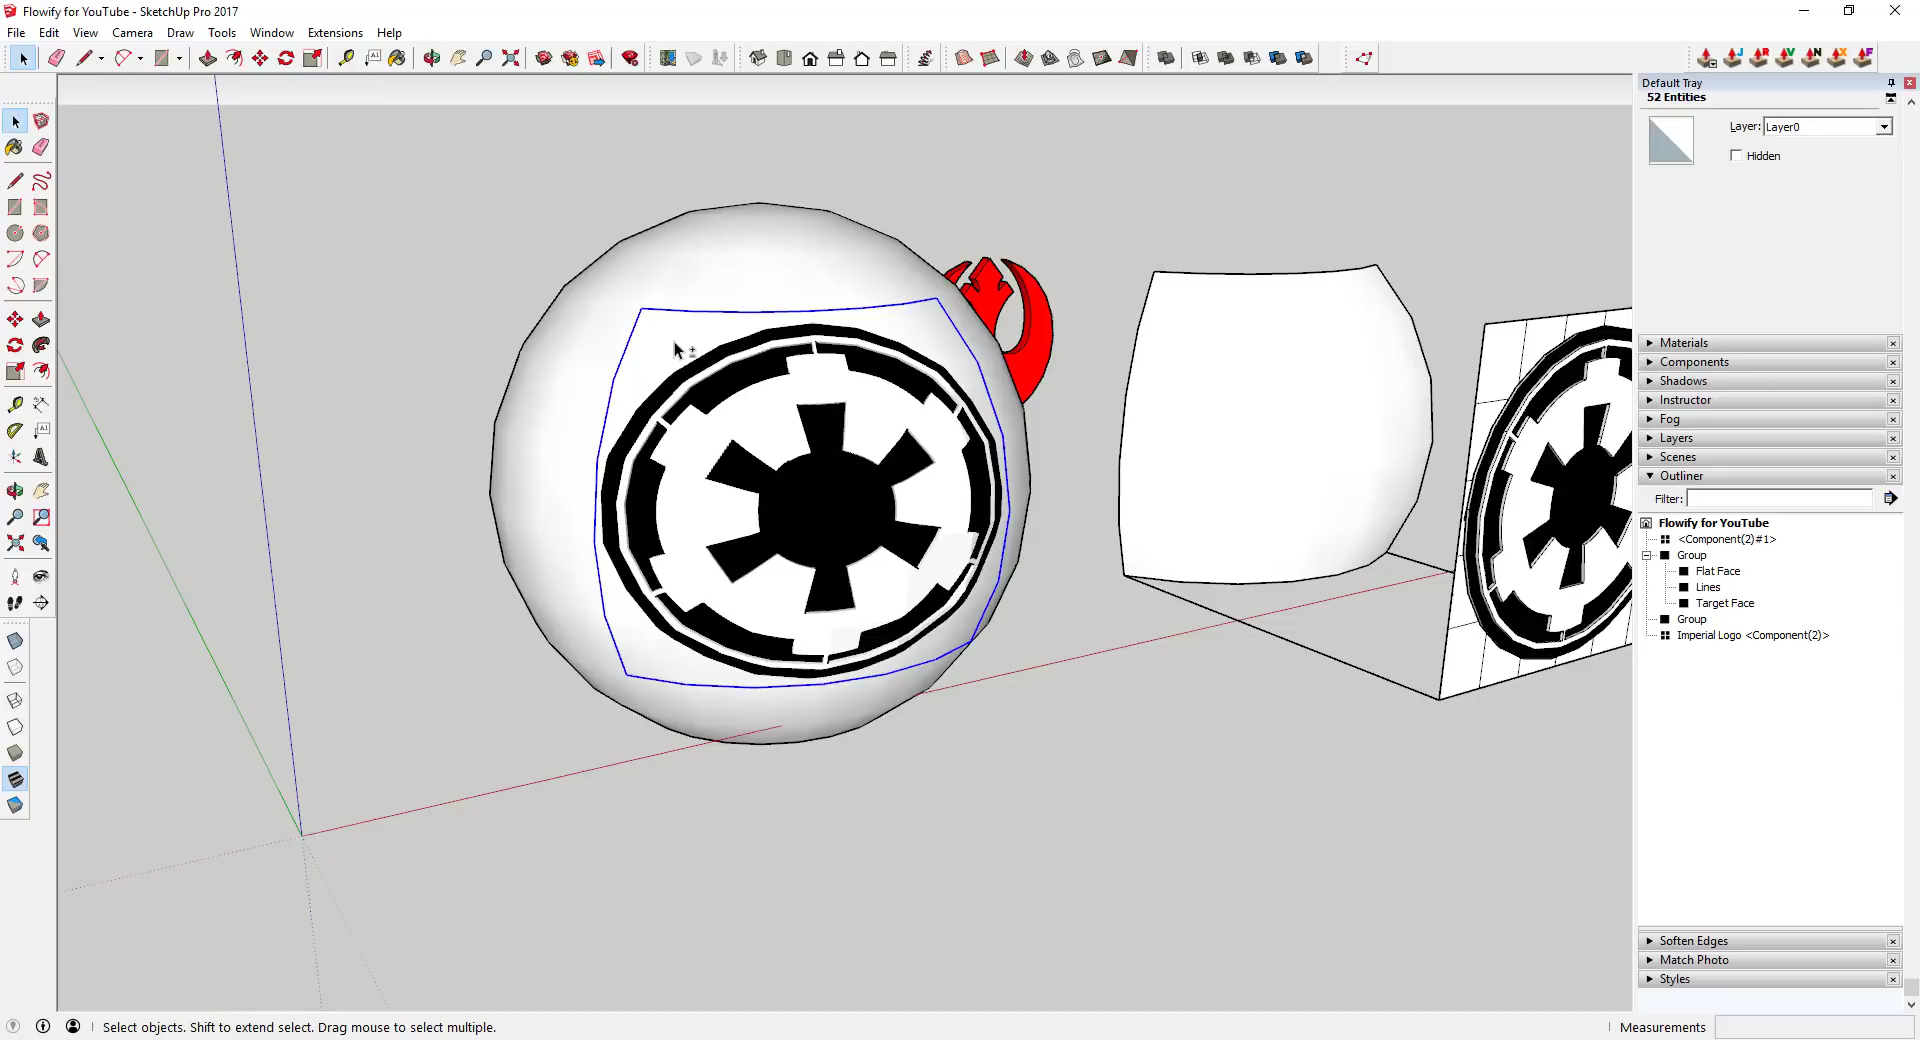 Flowify for YouTube - SketchUp Pro 2017
File Edit View Camera Draw Tools Window Extensions Help
Default Tray
52 Entities
Layer: Layer0
Hidden
Materials
Components
Shadows
Instructor
Fog
Layers
Scenes
Outliner
Filter:
Flowify for YouTube
<Component(2)#1>
Group
Flat Face
Lines
Target Face
Group
Imperial Logo <Component(2)>
Soften Edges
Match Photo
Styles
Select objects. Shift to extend select. Drag mouse to select multiple.
Measurements